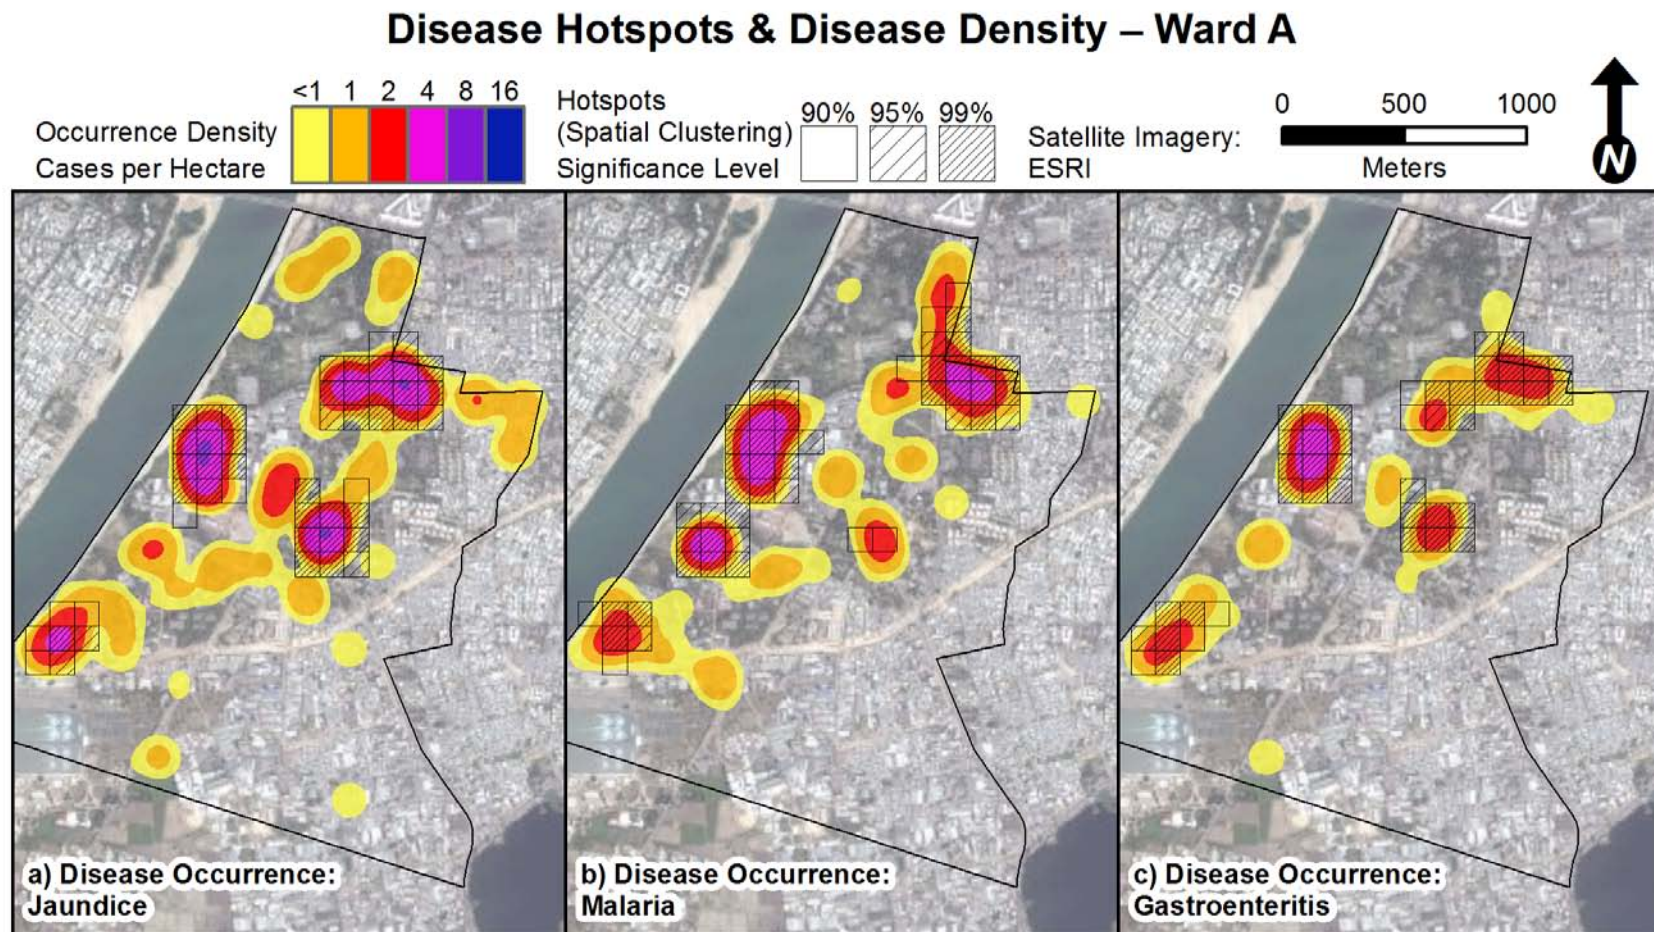 Disease Hotspots & Disease Density – Ward A
<1 1 2 4 8 16
Occurrence Density
Cases per Hectare
Hotspots
(Spatial Clustering)
Significance Level
90% 95% 99%
Satellite Imagery:
ESRI
0 500 1000
Meters
N
a) Disease Occurrence:
Jaundice
b) Disease Occurrence:
Malaria
c) Disease Occurrence:
Gastroenteritis